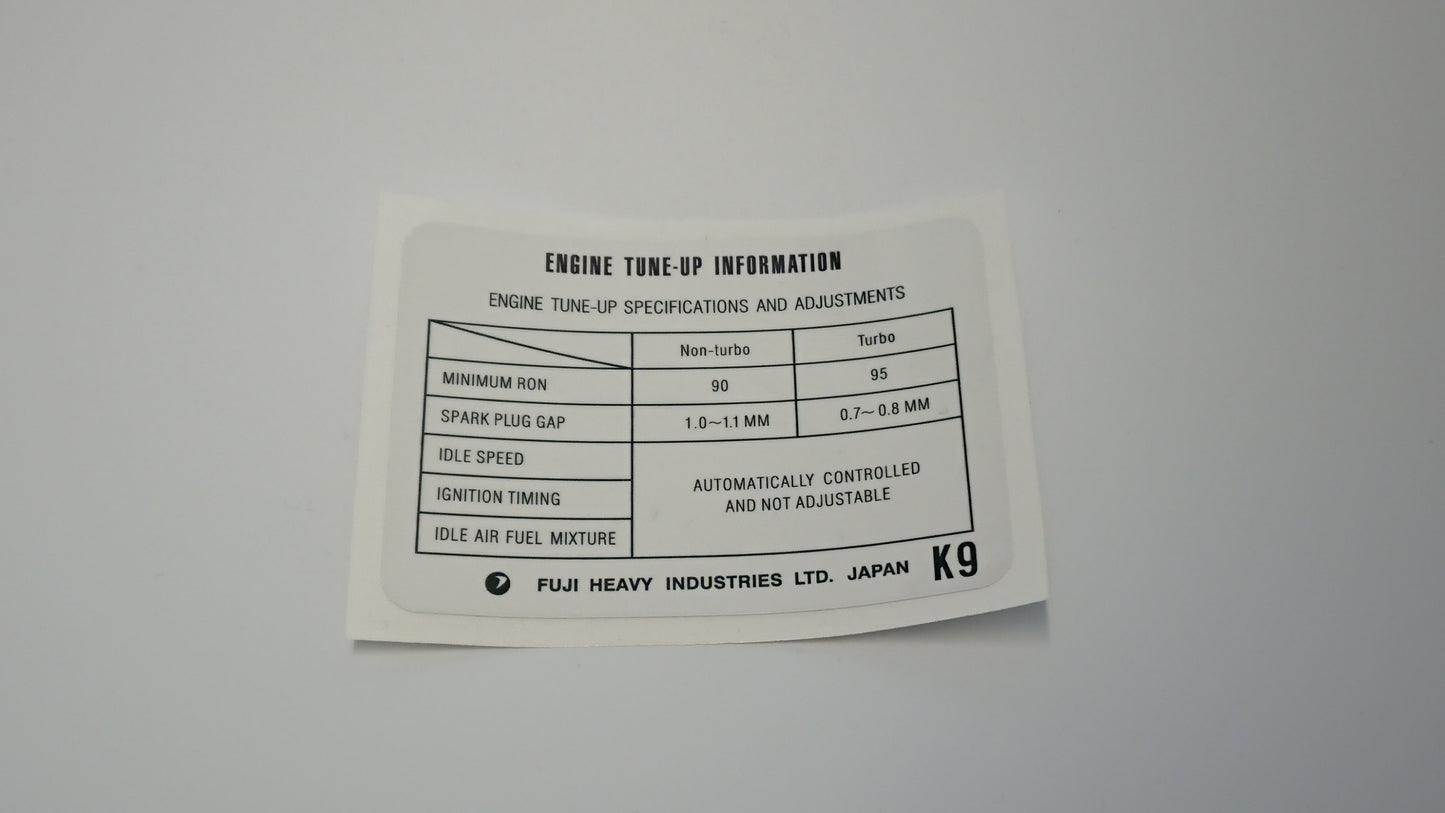 ENGINE TUNE-UP INFORMATION
ENGINE TUNE-UP SPECIFICATIONS AND ADJUSTMENTS
Non-turbo Turbo
MINIMUM RON 90 95
SPARK PLUG GAP 1.0~1.1 MM 0.7~0.8 MM
IDLE SPEED
IGNITION TIMING
IDLE AIR FUEL MIXTURE
AUTOMATICALLY CONTROLLED
AND NOT ADJUSTABLE
FUJI HEAVY INDUSTRIES LTD. JAPAN K9